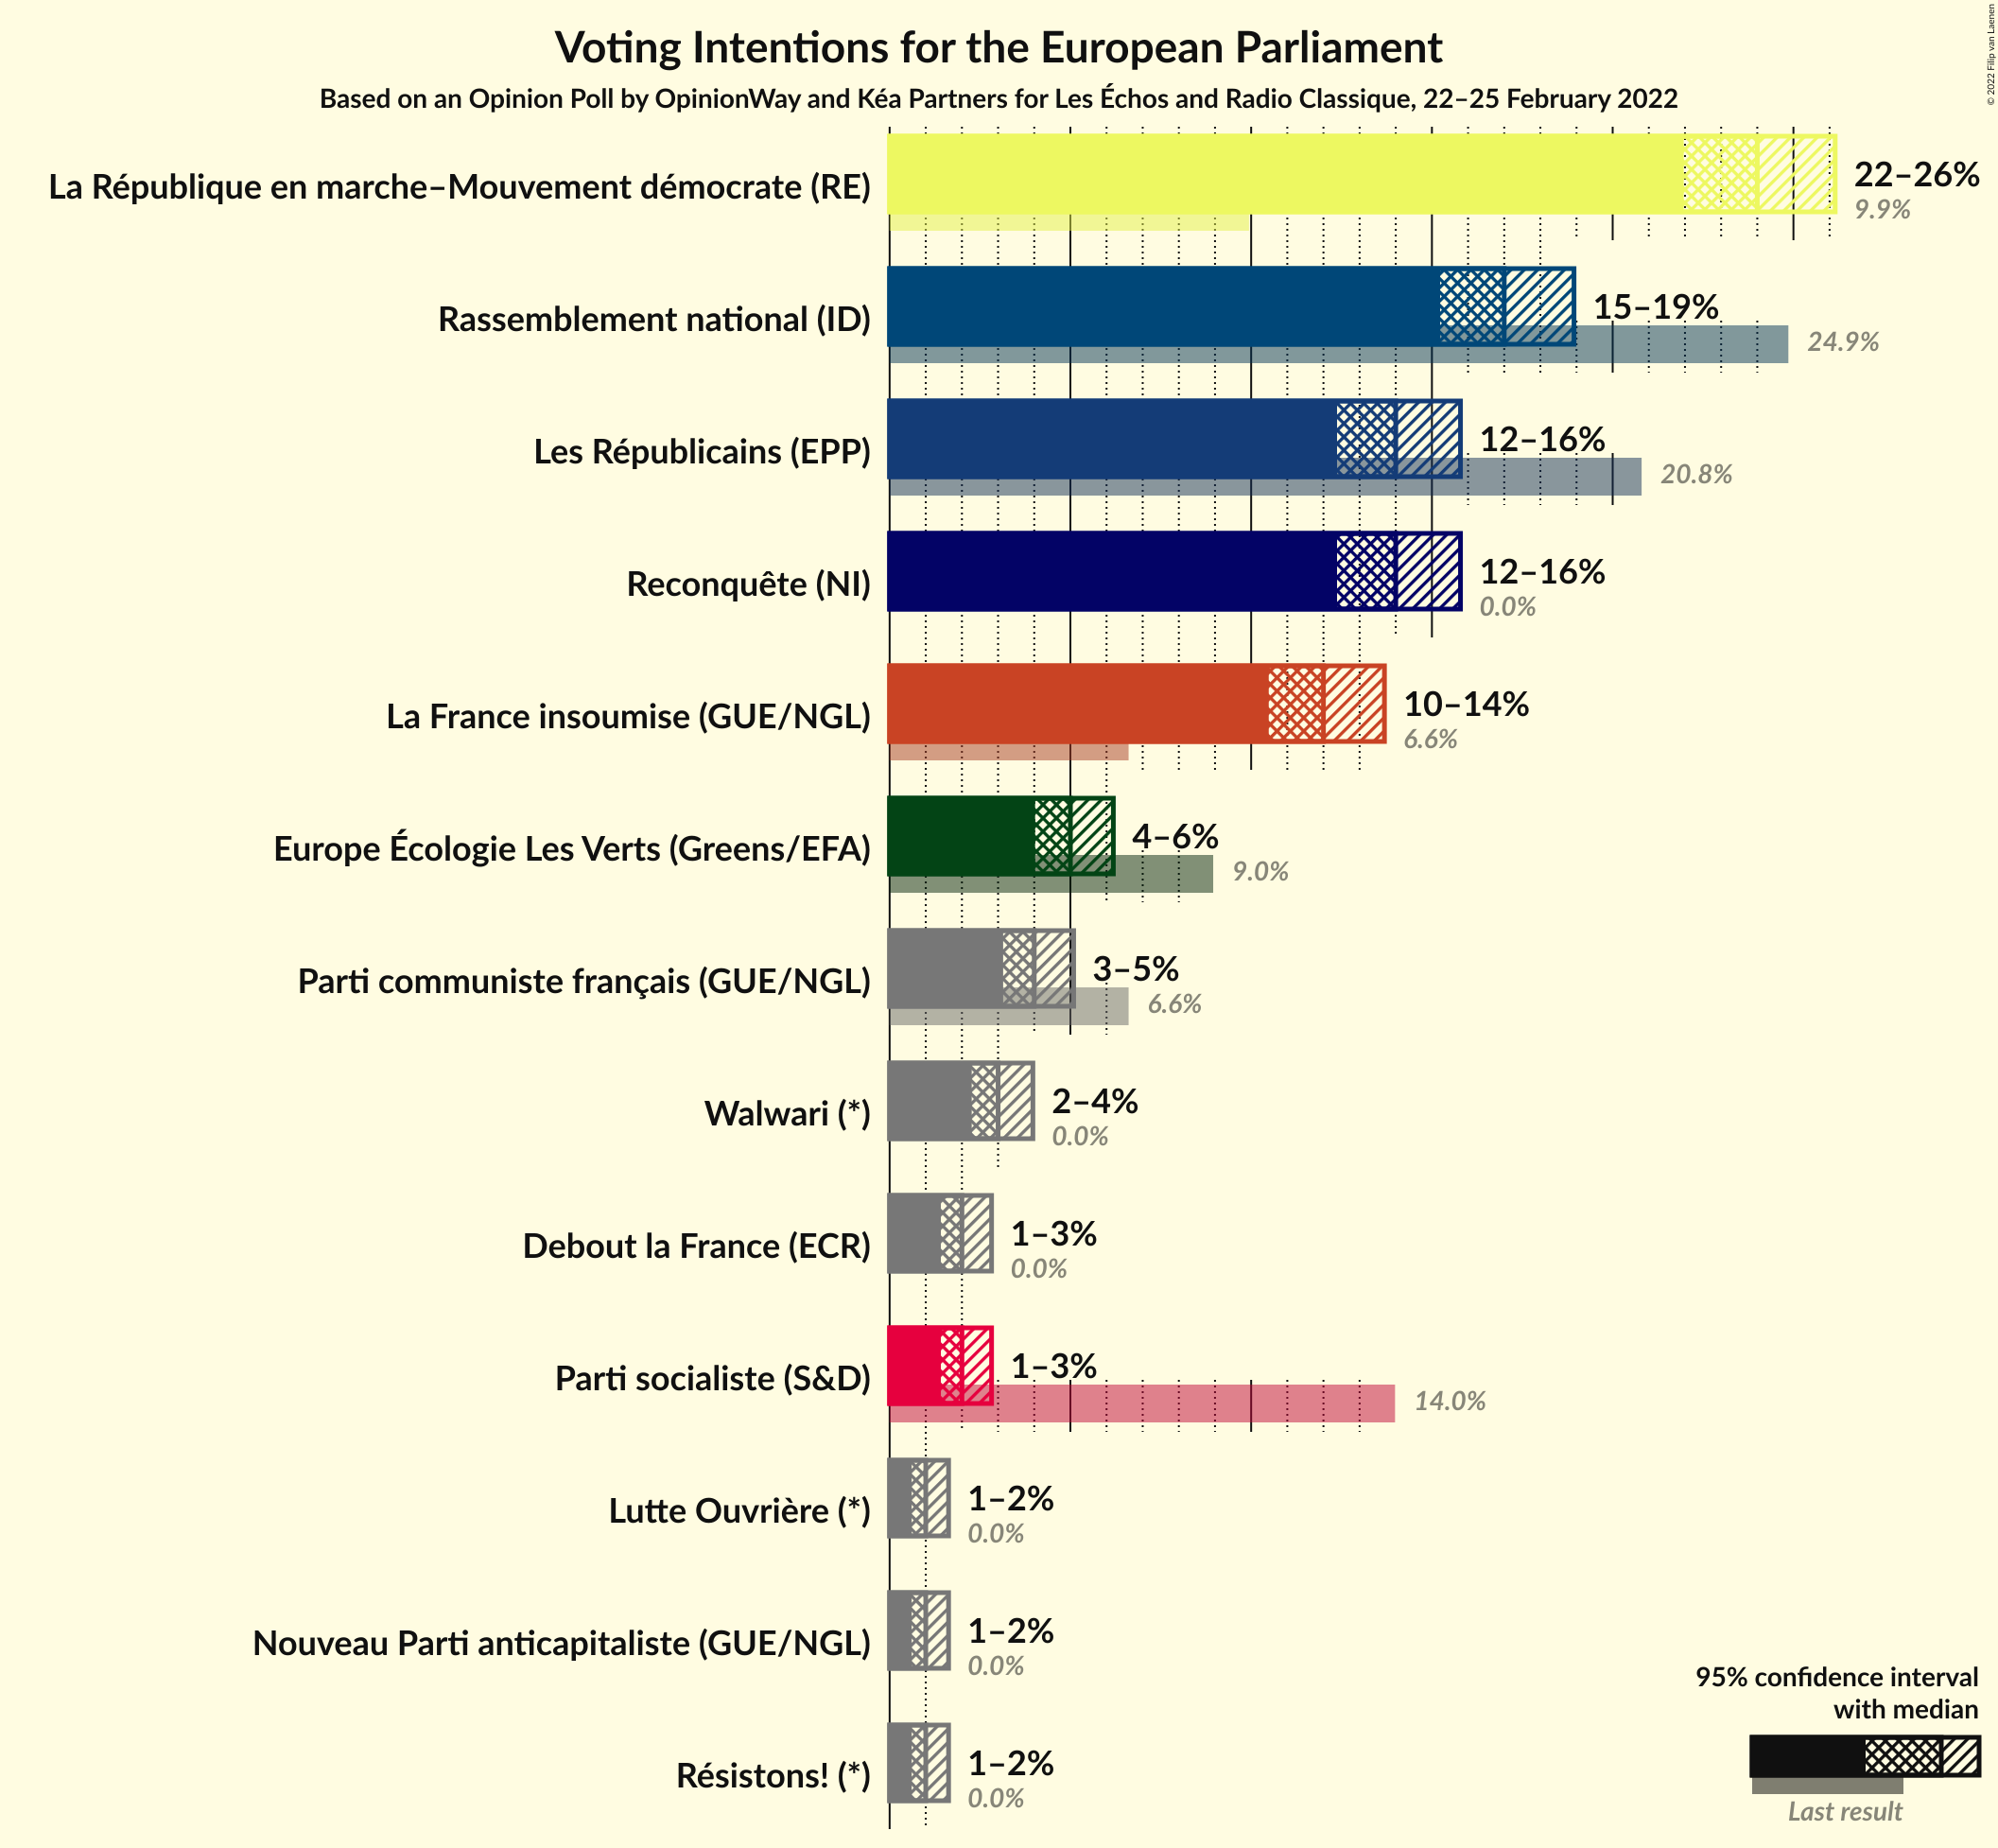 Voting Intentions for the European Parliament
Based on an Opinion Poll by OpinionWay and Kéa Partners for Les Échos and Radio Classique, 22–25 February 2022
© 2022 Filip van Laenen
La République en marche–Mouvement démocrate (RE)
22–26%
9.9%
Rassemblement national (ID)
15–19%
24.9%
Les Républicains (EPP)
12–16%
20.8%
Reconquête (NI)
12–16%
0.0%
La France insoumise (GUE/NGL)
10–14%
6.6%
Europe Écologie Les Verts (Greens/EFA)
4–6%
9.0%
Parti communiste français (GUE/NGL)
3–5%
6.6%
Walwari (*)
2–4%
0.0%
Debout la France (ECR)
1–3%
0.0%
Parti socialiste (S&D)
1–3%
14.0%
Lutte Ouvrière (*)
1–2%
0.0%
Nouveau Parti anticapitaliste (GUE/NGL)
1–2%
0.0%
Résistons! (*)
1–2%
0.0%
95% confidence interval
with median
Last result